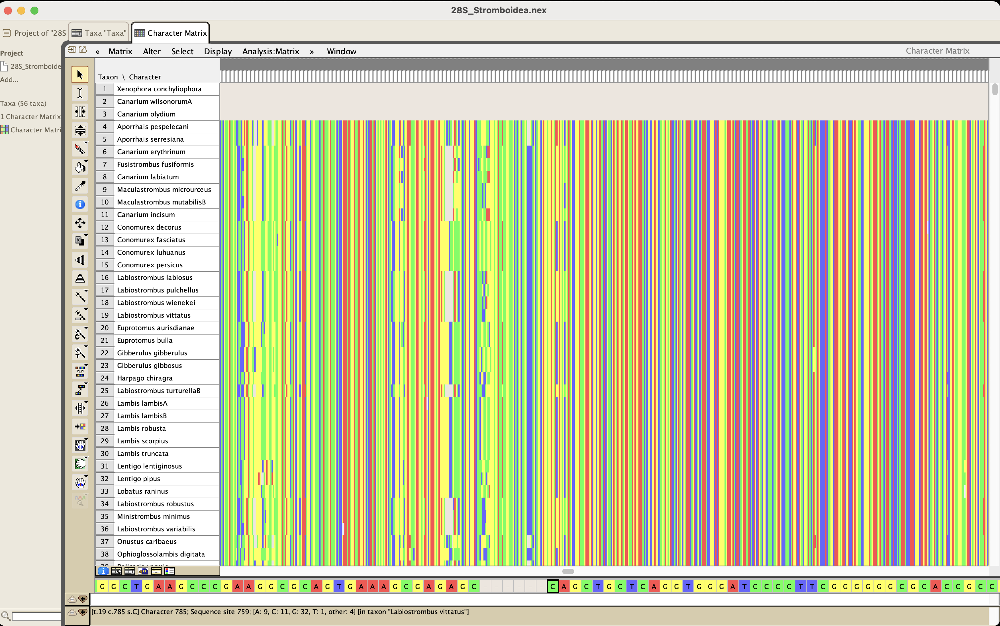 28S_Stromboidea.nex
Project of "28S
Taxa "Taxa"
Character Matrix
« Matrix Alter Select Display Analysis:Matrix » Window
Character Matrix
Project
28S_Stromboide
Add...
Taxa (56 taxa)
1 Character Matrix
Character Matri
Taxon \ Character
1 Xenophora conchyliophora
2 Canarium wilsonorumA
3 Canarium olydium
4 Aporrhais pespelecani
5 Aporrhais serresiana
6 Canarium erythrinum
7 Fusistrombus fusiformis
8 Canarium labiatum
9 Maculastrombus microurceus
10 Maculastrombus mutabilisB
11 Canarium incisum
12 Conomurex decorus
13 Conomurex fasciatus
14 Conomurex luhuanus
15 Conomurex persicus
16 Labiostrombus labiosus
17 Labiostrombus pulchellus
18 Labiostrombus wienekei
19 Labiostrombus vittatus
20 Euprotomus aurisdianae
21 Euprotomus bulla
22 Gibberulus gibberulus
23 Gibberulus gibbosus
24 Harpago chiragra
25 Labiostrombus turturellaB
26 Lambis lambisA
27 Lambis lambisB
28 Lambis robusta
29 Lambis scorpius
30 Lambis truncata
31 Lentigo lentiginosus
32 Lentigo pipus
33 Lobatus raninus
34 Labiostrombus robustus
35 Ministrombus minimus
36 Labiostrombus variabilis
37 Onustus caribaeus
38 Ophioglossolambis digitata
G G C T G A A G C C C G A A G G C G C A G T G A A A G C G A G A G C - - - - - - C A G C T G C T C A G G T G G G A T C C C C T T C G G G G G G C G C A C C G C C
[t.19 c.785 s.C] Character 785; Sequence site 759; [A: 9, C: 11, G: 32, T: 1, other: 4] [in taxon "Labiostrombus vittatus"]